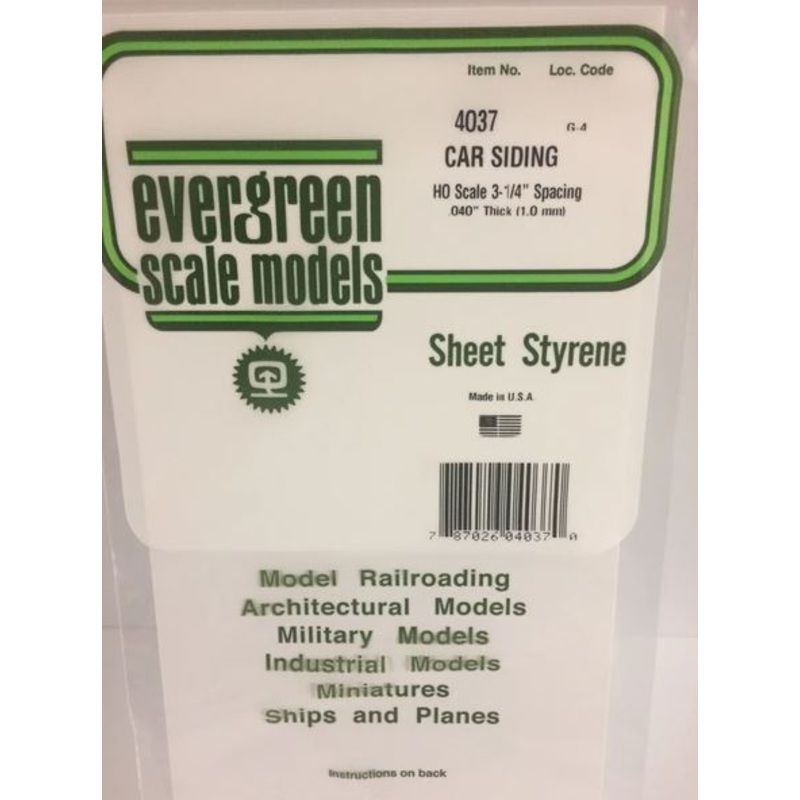 Item No. Loc. Code
4037 G-4
CAR SIDING
HO Scale 3-1/4" Spacing
.040" Thick (1.0 mm)
evergreen
scale models
Sheet Styrene
Made in U.S.A.
7 87026 04037 0
Model Railroading
Architectural Models
Military Models
Industrial Models
Miniatures
Ships and Planes
Instructions on back